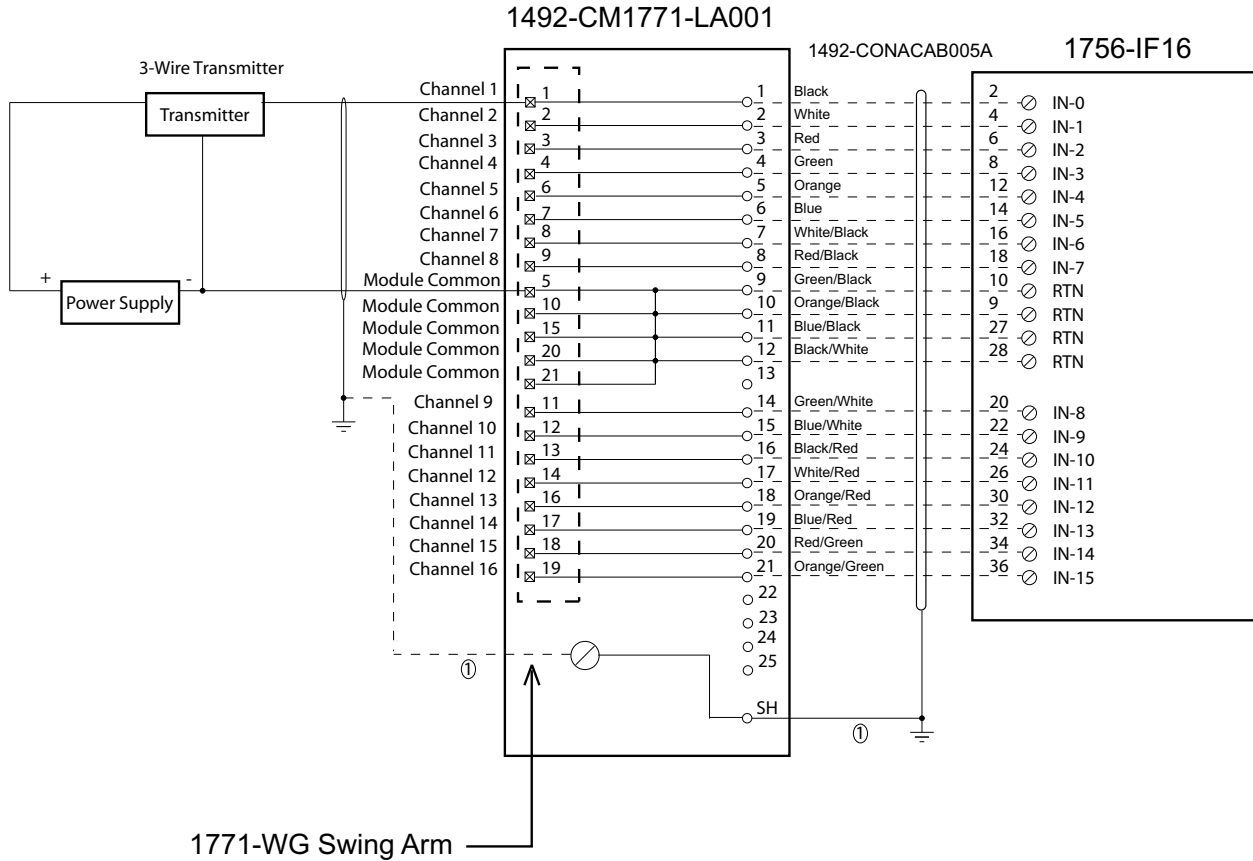 1492-CM1771-LA001
1492-CONACAB005A
1756-IF16
3-Wire Transmitter
Transmitter
+
-
Power Supply
Channel 1 1 1 Black 2 IN-0
Channel 2 2 2 White 4 IN-1
Channel 3 3 3 Red 6 IN-2
Channel 4 4 4 Green 8 IN-3
Channel 5 6 5 Orange 12 IN-4
Channel 6 7 6 Blue 14 IN-5
Channel 7 8 7 White/Black 16 IN-6
Channel 8 9 8 Red/Black 18 IN-7
Module Common 5 9 Green/Black 10 RTN
Module Common 10 10 Orange/Black 9 RTN
Module Common 15 11 Blue/Black 27 RTN
Module Common 20 12 Black/White 28 RTN
Module Common 21 13
Channel 9 11 14 Green/White 20 IN-8
Channel 10 12 15 Blue/White 22 IN-9
Channel 11 13 16 Black/Red 24 IN-10
Channel 12 14 17 White/Red 26 IN-11
Channel 13 16 18 Orange/Red 30 IN-12
Channel 14 17 19 Blue/Red 32 IN-13
Channel 15 18 20 Red/Green 34 IN-14
Channel 16 19 21 Orange/Green 36 IN-15
22
23
24
25
①
SH
①
1771-WG Swing Arm